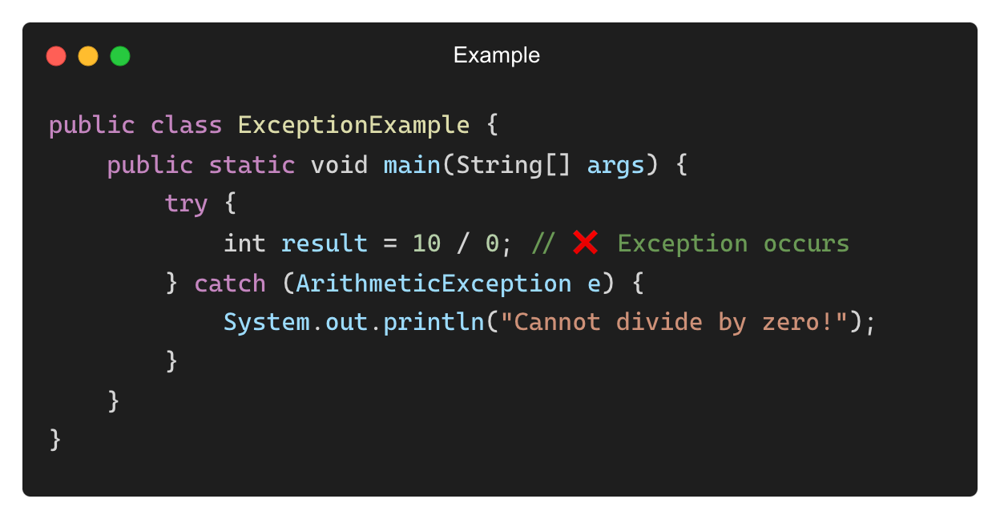 Example
public class ExceptionExample {
    public static void main(String[] args) {
        try {
            int result = 10 / 0; // ❌ Exception occurs
        } catch (ArithmeticException e) {
            System.out.println("Cannot divide by zero!");
        }
    }
}